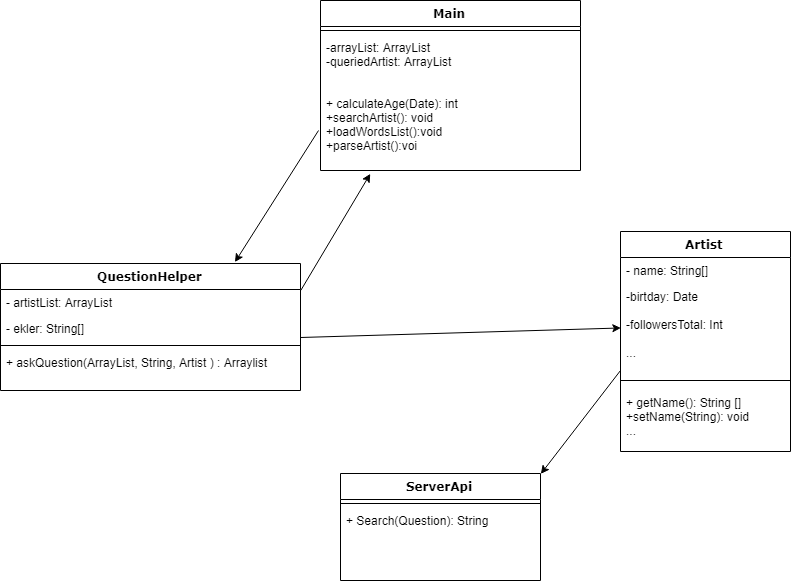 Main
-arrayList: ArrayList
-queriedArtist: ArrayList
+ calculateAge(Date): int
+searchArtist(): void
+loadWordsList():void
+parseArtist():voi
QuestionHelper
- artistList: ArrayList
- ekler: String[]
+ askQuestion(ArrayList, String, Artist ) : Arraylist
Artist
- name: String[]
-birtday: Date
-followersTotal: Int
...
+ getName(): String []
+setName(String): void
...
ServerApi
+ Search(Question): String